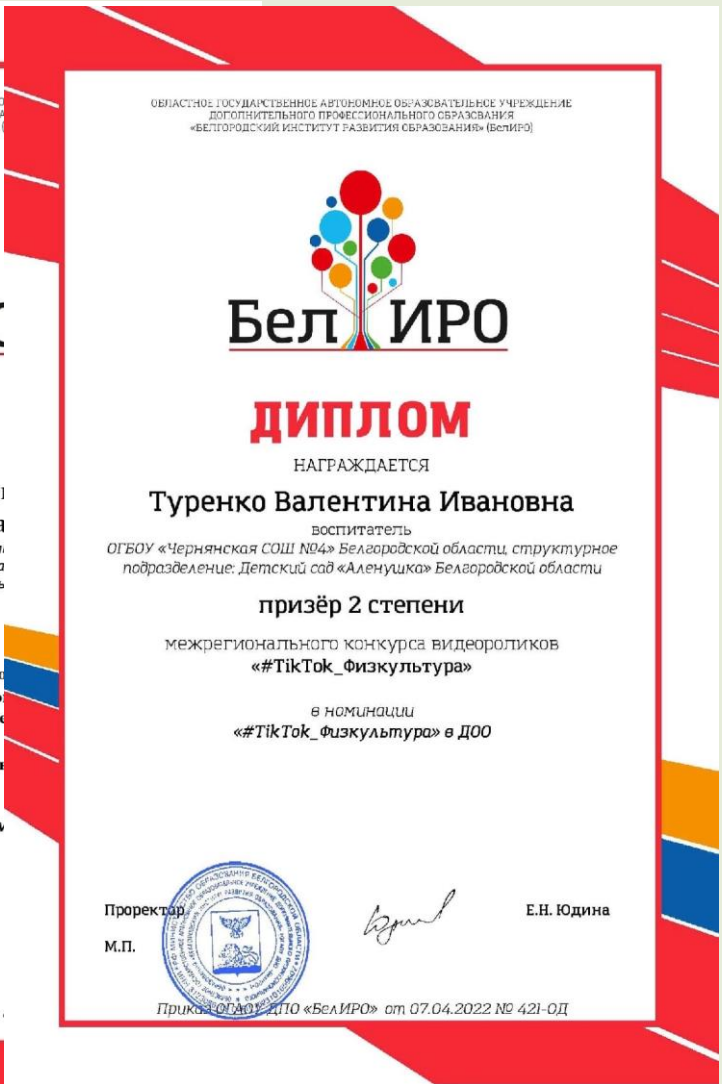 ОБЛАСТНОЕ ГОСУДАРСТВЕННОЕ АВТОНОМНОЕ ОБРАЗОВАТЕЛЬНОЕ УЧРЕЖДЕНИЕ
ДОПОЛНИТЕЛЬНОГО ПРОФЕССИОНАЛЬНОГО ОБРАЗОВАНИЯ
«БЕЛГОРОДСКИЙ ИНСТИТУТ РАЗВИТИЯ ОБРАЗОВАНИЯ» (БелИРО)
Бел ИРО
ДИПЛОМ
НАГРАЖДАЕТСЯ
Туренко Валентина Ивановна
воспитатель
ОГБОУ «Чернянская СОШ №4» Белгородской области, структурное
подразделение: Детский сад «Аленушка» Белгородской области
призёр 2 степени
межрегионального конкурса видеороликов
«#TikTok_Физкультура»
в номинации
«#TikTok_Физкультура» в ДОО
Проректор
Е.Н. Юдина
М.П.
Приказ ОГАОУ ДПО «БелИРО» от 07.04.2022 № 421-ОД